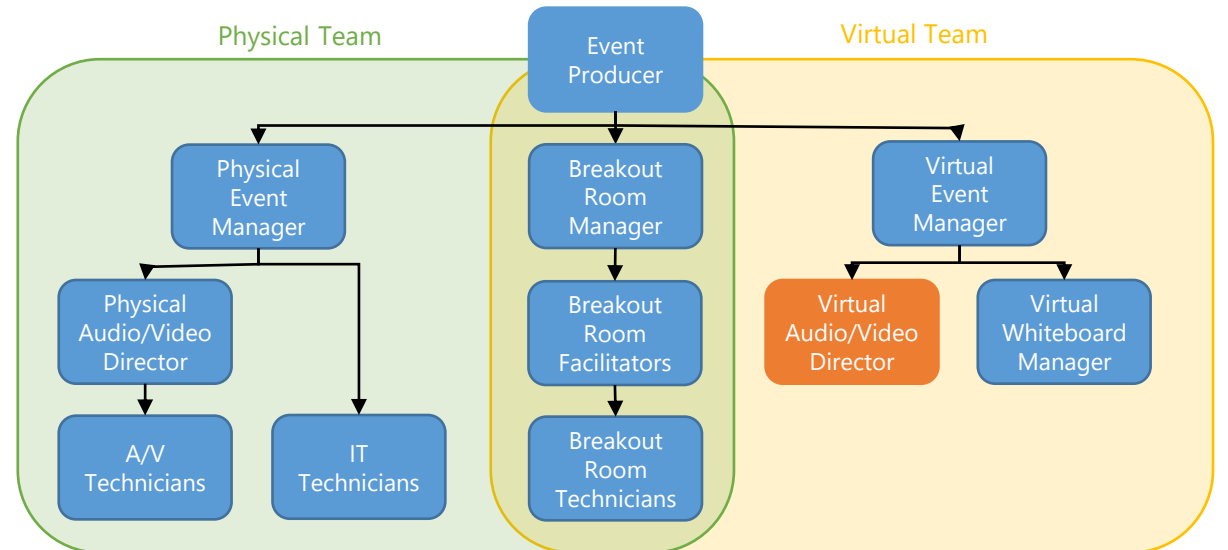 Physical Team
Event
Producer
Virtual Team
Physical
Event
Manager
Breakout
Room
Manager
Virtual
Event
Manager
Physical
Audio/Video
Director
Breakout
Room
Facilitators
Virtual
Audio/Video
Director
Virtual
Whiteboard
Manager
A/V
Technicians
IT
Technicians
Breakout
Room
Technicians